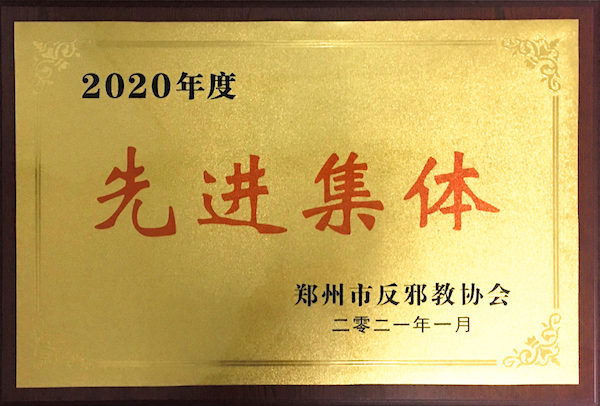 2020年度
先进集体
郑州市反邪教协会
二零二一年一月